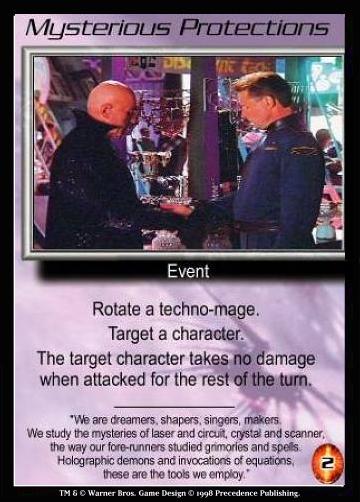 Mysterious Protections
Event
Rotate a techno-mage.
Target a character.
The target character takes no damage
when attacked for the rest of the turn.
"We are dreamers, shapers, singers, makers.
We study the mysteries of laser and circuit, crystal and scanner,
the way our fore-runners studied grimories and spells.
Holographic demons and invocations of equations,
these are the tools we employ."
2
TM & © Warner Bros. Game Design © 1998 Precedence Publishing.